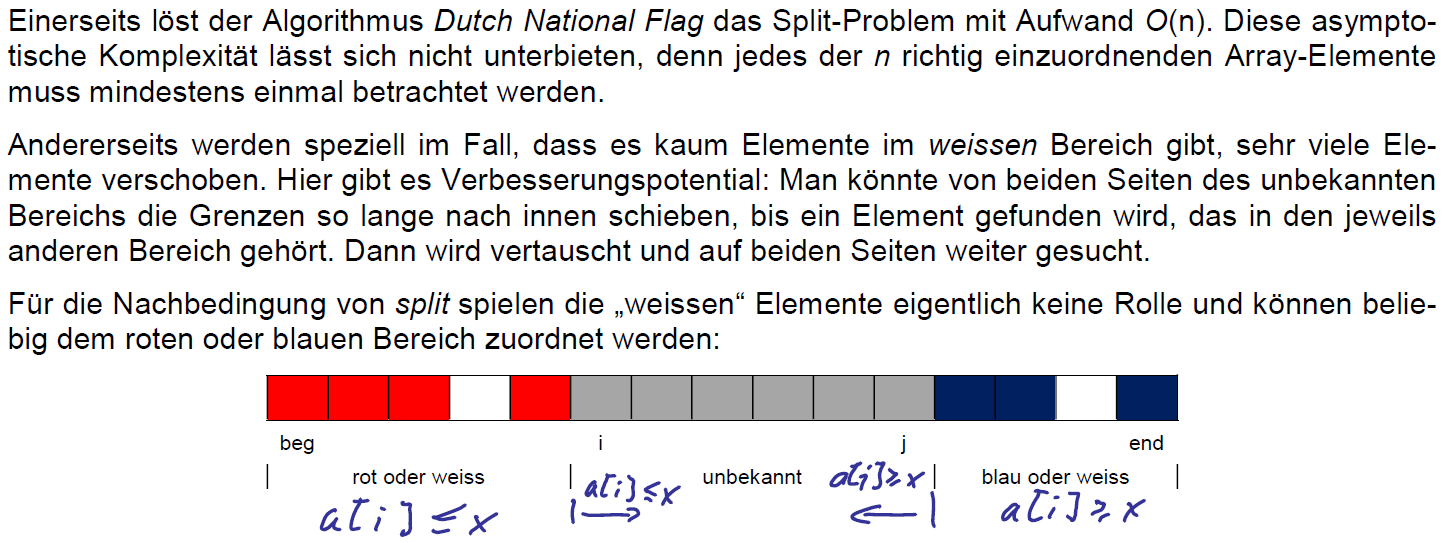 Einerseits löst der Algorithmus Dutch National Flag das Split-Problem mit Aufwand O(n). Diese asympto-
tische Komplexität lässt sich nicht unterbieten, denn jedes der n richtig einzuordnenden Array-Elemente
muss mindestens einmal betrachtet werden.
Andererseits werden speziell im Fall, dass es kaum Elemente im weissen Bereich gibt, sehr viele Ele-
mente verschoben. Hier gibt es Verbesserungspotential: Man könnte von beiden Seiten des unbekannten
Bereichs die Grenzen so lange nach innen schieben, bis ein Element gefunden wird, das in den jeweils
anderen Bereich gehört. Dann wird vertauscht und auf beiden Seiten weiter gesucht.
Für die Nachbedingung von split spielen die „weissen“ Elemente eigentlich keine Rolle und können belie-
big dem roten oder blauen Bereich zuordnet werden:
beg i j end
rot oder weiss unbekannt blau oder weiss
a[i] ≤ x a[j] ≥ x
a[i] ≤ x a[i] ≥ x